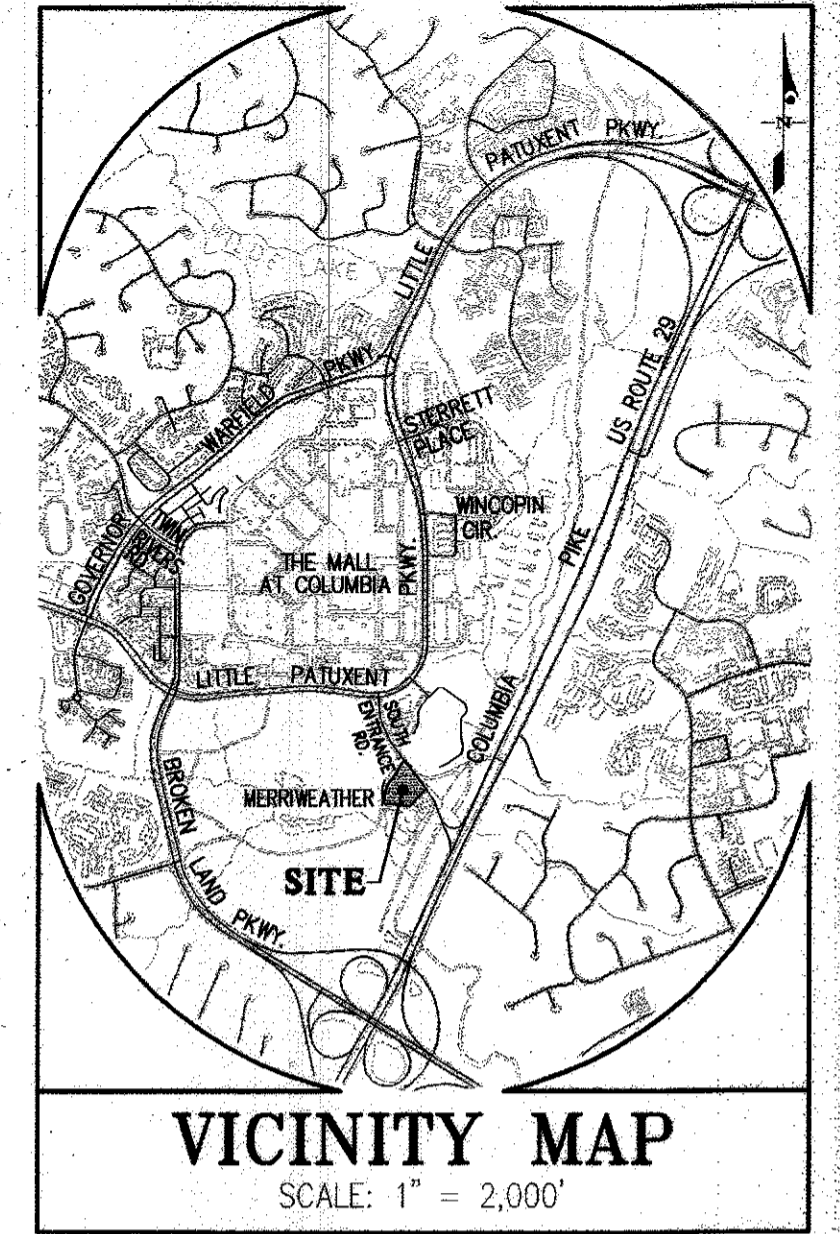 PATUXENT PKWY.
N
LITTLE
LAKE
US ROUTE 29
WARFIELD PKWY.
STERRETT
PLACE
WINCOPIN
CIR.
GOVERNOR
TWIN
RIVERS
RD.
THE MALL
AT COLUMBIA
PKWY.
PIKE
LITTLE PATUXENT
SOUTH
ENTRANCE
RD.
COLUMBIA
MERRIWEATHER
BROKEN LAND PKWY.
SITE
VICINITY MAP
SCALE: 1" = 2,000'